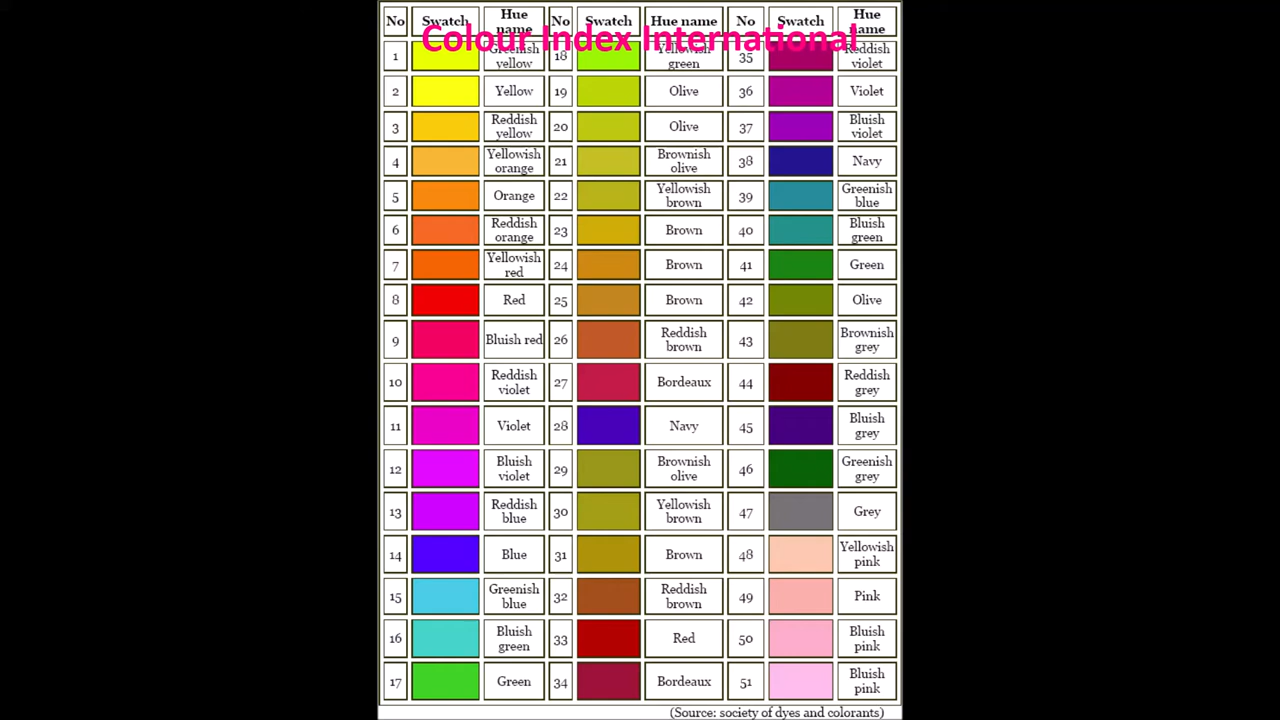 Colour Index International
No Swatch Hue name No Swatch Hue name No Swatch Hue name
1 Greenish yellow 18 Yellowish green 35 Reddish violet
2 Yellow 19 Olive 36 Violet
3 Reddish yellow 20 Olive 37 Bluish violet
4 Yellowish orange 21 Brownish olive 38 Navy
5 Orange 22 Yellowish brown 39 Greenish blue
6 Reddish orange 23 Brown 40 Bluish green
7 Yellowish red 24 Brown 41 Green
8 Red 25 Brown 42 Olive
9 Bluish red 26 Reddish brown 43 Brownish grey
10 Reddish violet 27 Bordeaux 44 Reddish grey
11 Violet 28 Navy 45 Bluish grey
12 Bluish violet 29 Brownish olive 46 Greenish grey
13 Reddish blue 30 Yellowish brown 47 Grey
14 Blue 31 Brown 48 Yellowish pink
15 Greenish blue 32 Reddish brown 49 Pink
16 Bluish green 33 Red 50 Bluish pink
17 Green 34 Bordeaux 51 Bluish pink
(Source: society of dyes and colorants)